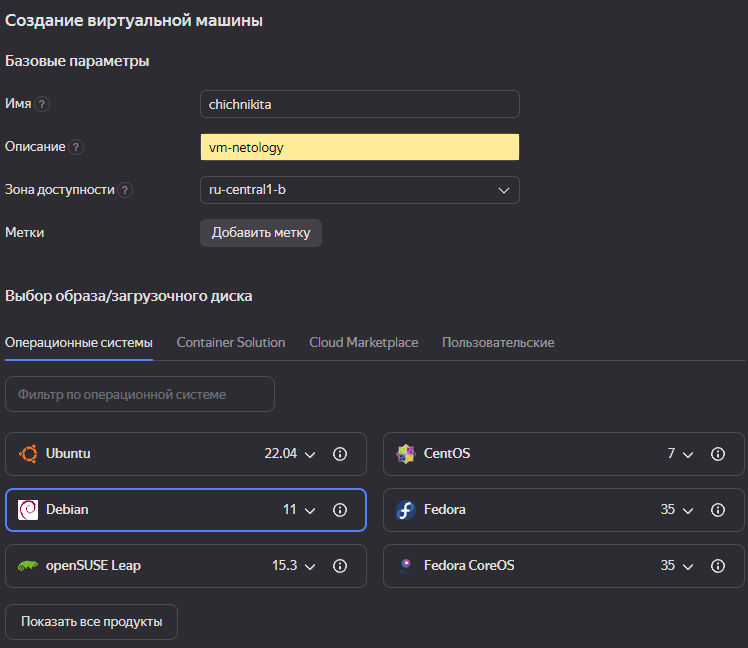 Создание виртуальной машины
Базовые параметры
Имя ? chichnikita
Описание ? vm-netology
Зона доступности ? ru-central1-b
Метки Добавить метку
Выбор образа/загрузочного диска
Операционные системы Container Solution Cloud Marketplace Пользовательские
Фильтр по операционной системе
Ubuntu 22.04 CentOS 7
Debian 11 Fedora 35
openSUSE Leap 15.3 Fedora CoreOS 35
Показать все продукты